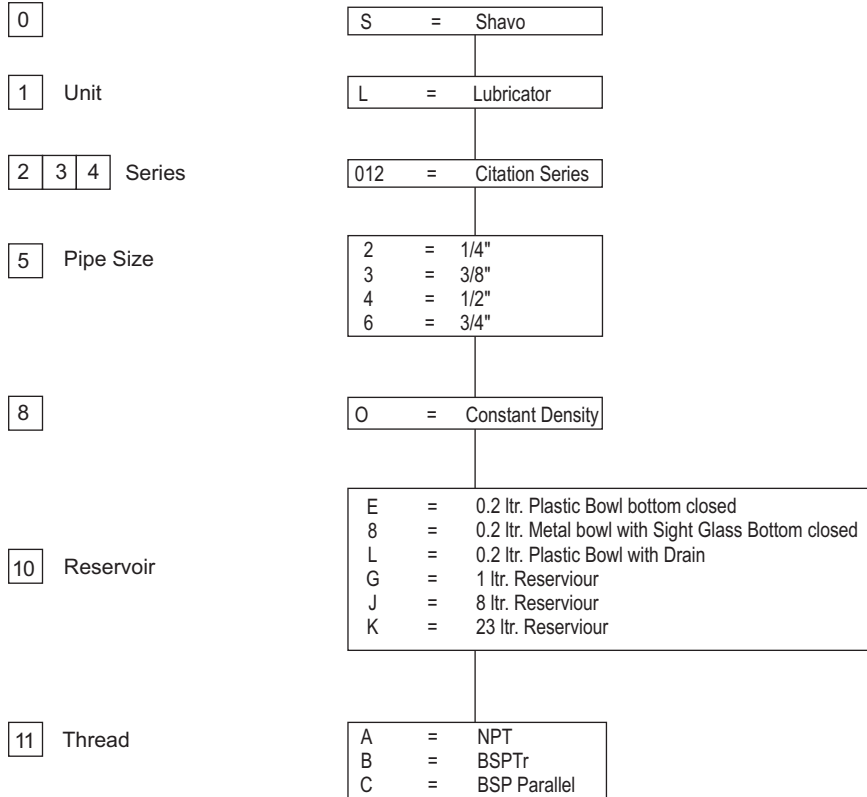 0 S = Shavo
1 Unit L = Lubricator
2 3 4 Series 012 = Citation Series
5 Pipe Size
2 = 1/4"
3 = 3/8"
4 = 1/2"
6 = 3/4"
8 O = Constant Density
10 Reservoir
E = 0.2 ltr. Plastic Bowl bottom closed
8 = 0.2 ltr. Metal bowl with Sight Glass Bottom closed
L = 0.2 ltr. Plastic Bowl with Drain
G = 1 ltr. Reserviour
J = 8 ltr. Reserviour
K = 23 ltr. Reserviour
11 Thread
A = NPT
B = BSPTr
C = BSP Parallel